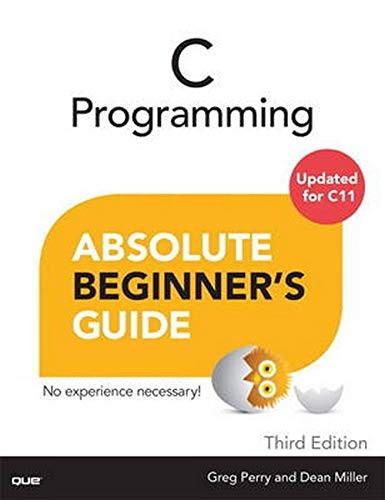 C
Programming
Updated
for C11
ABSOLUTE
BEGINNER'S
GUIDE
No experience necessary!
Third Edition
que®
Greg Perry and Dean Miller